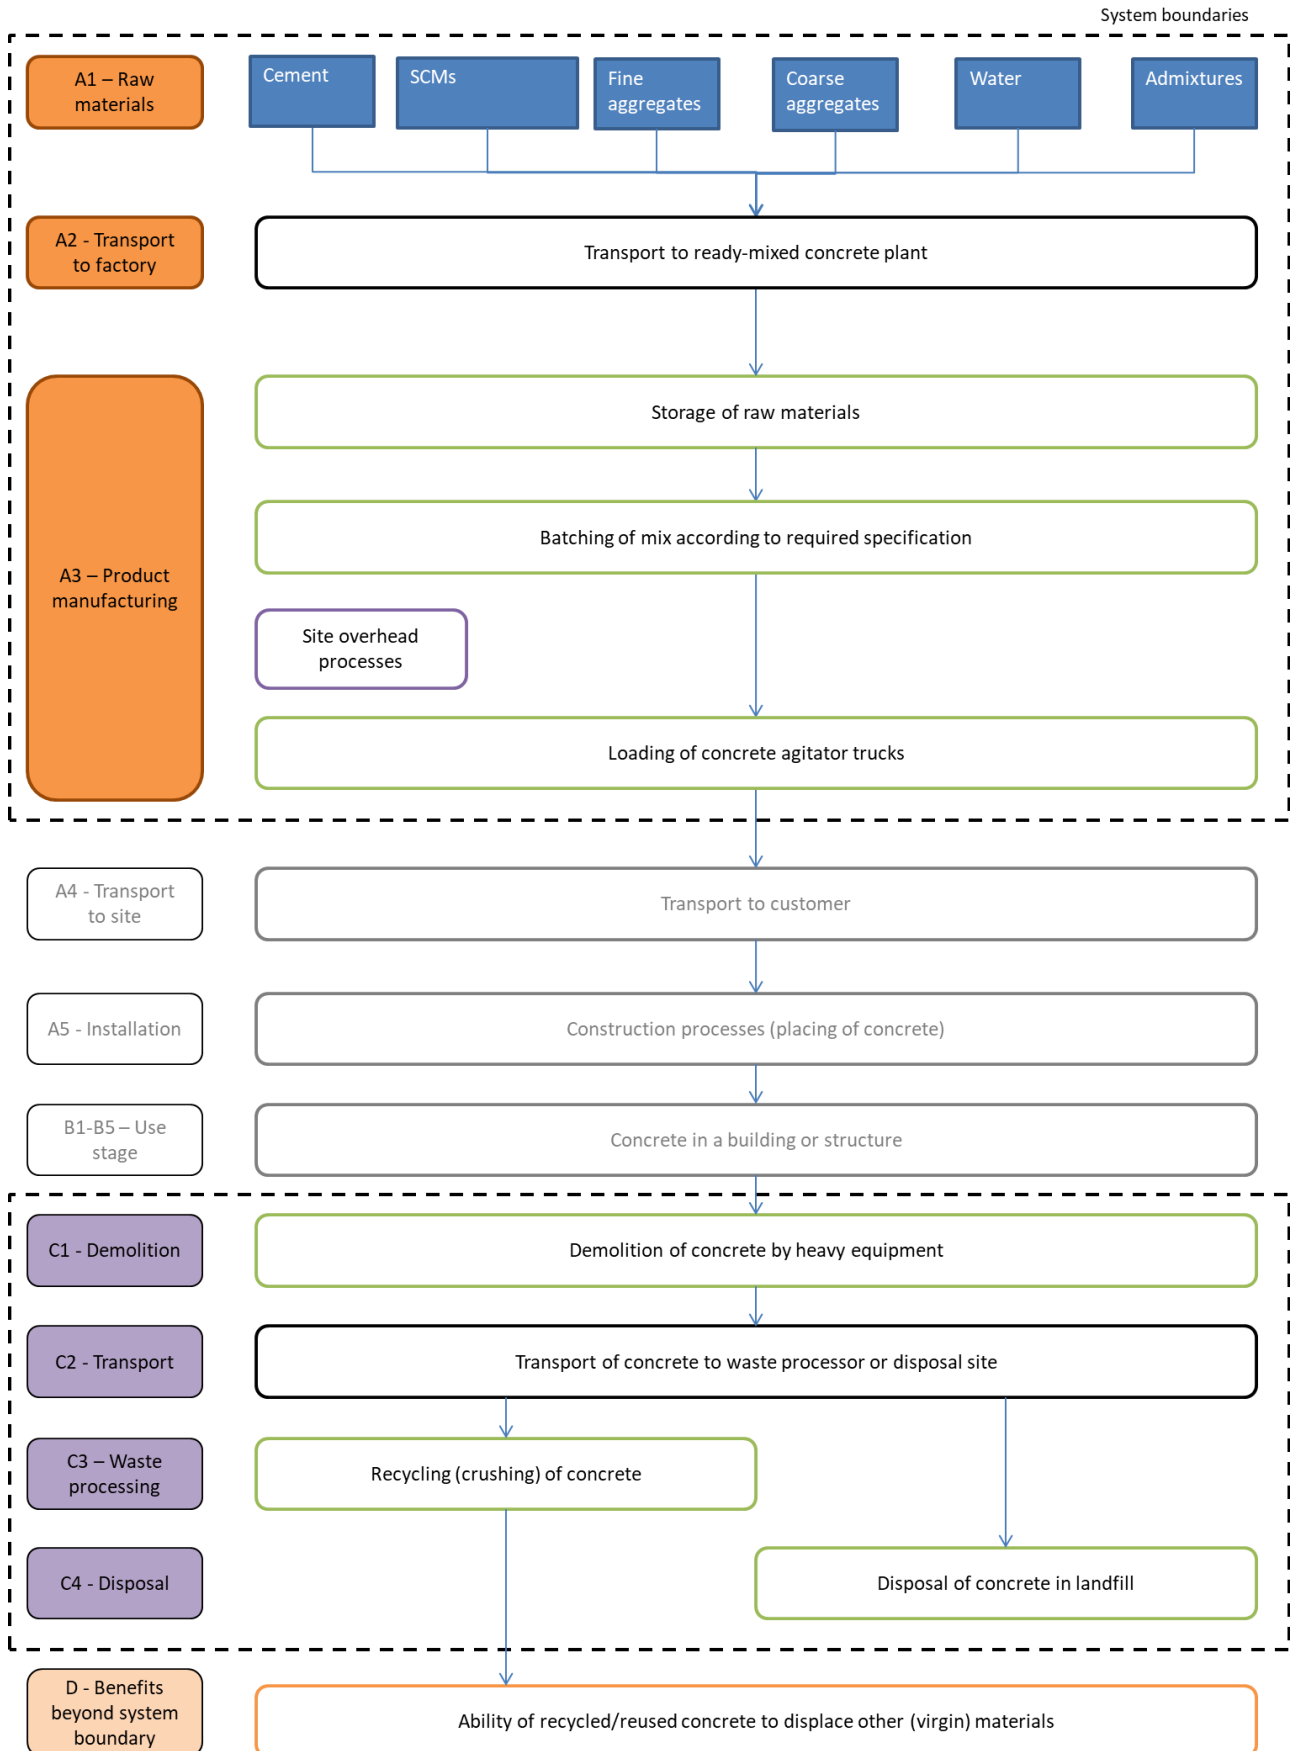 System boundaries
A1 – Raw
materials
Cement
SCMs
Fine
aggregates
Coarse
aggregates
Water
Admixtures
A2 - Transport
to factory
Transport to ready-mixed concrete plant
Storage of raw materials
Batching of mix according to required specification
A3 – Product
manufacturing
Site overhead
processes
Loading of concrete agitator trucks
A4 - Transport
to site
Transport to customer
A5 - Installation
Construction processes (placing of concrete)
B1-B5 – Use
stage
Concrete in a building or structure
C1 - Demolition
Demolition of concrete by heavy equipment
C2 - Transport
Transport of concrete to waste processor or disposal site
C3 – Waste
processing
Recycling (crushing) of concrete
C4 - Disposal
Disposal of concrete in landfill
D - Benefits
beyond system
boundary
Ability of recycled/reused concrete to displace other (virgin) materials